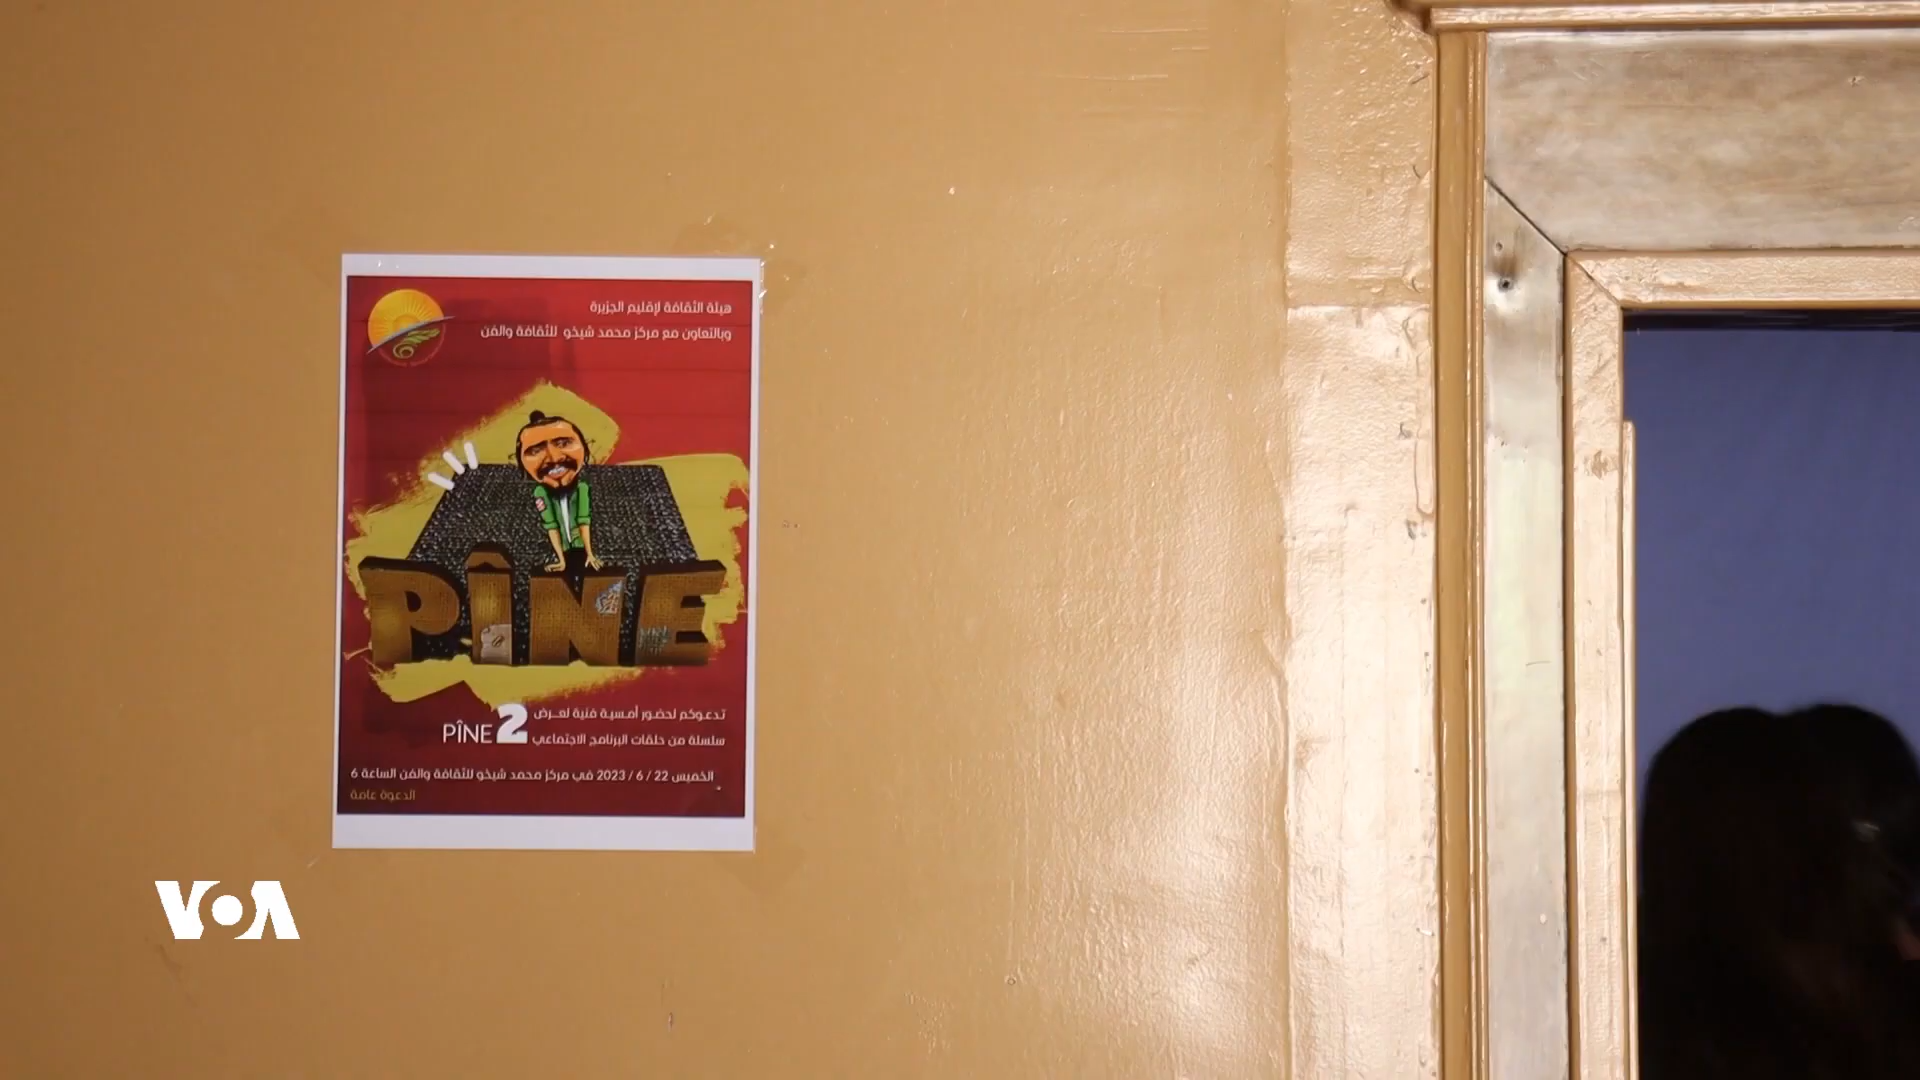 هيئة الثقافة لإقليم الجزيرة
وبالتعاون مع مركز محمد شيخو للثقافة والفن
PÎNE
تدعوكم لحضور أمسية فنية لعرض
سلسلة من حلقات البرنامج الاجتماعي PÎNE 2
الخميس 22 / 6 / 2023 في مركز محمد شيخو للثقافة والفن الساعة 6
الدعوة عامة
VOA